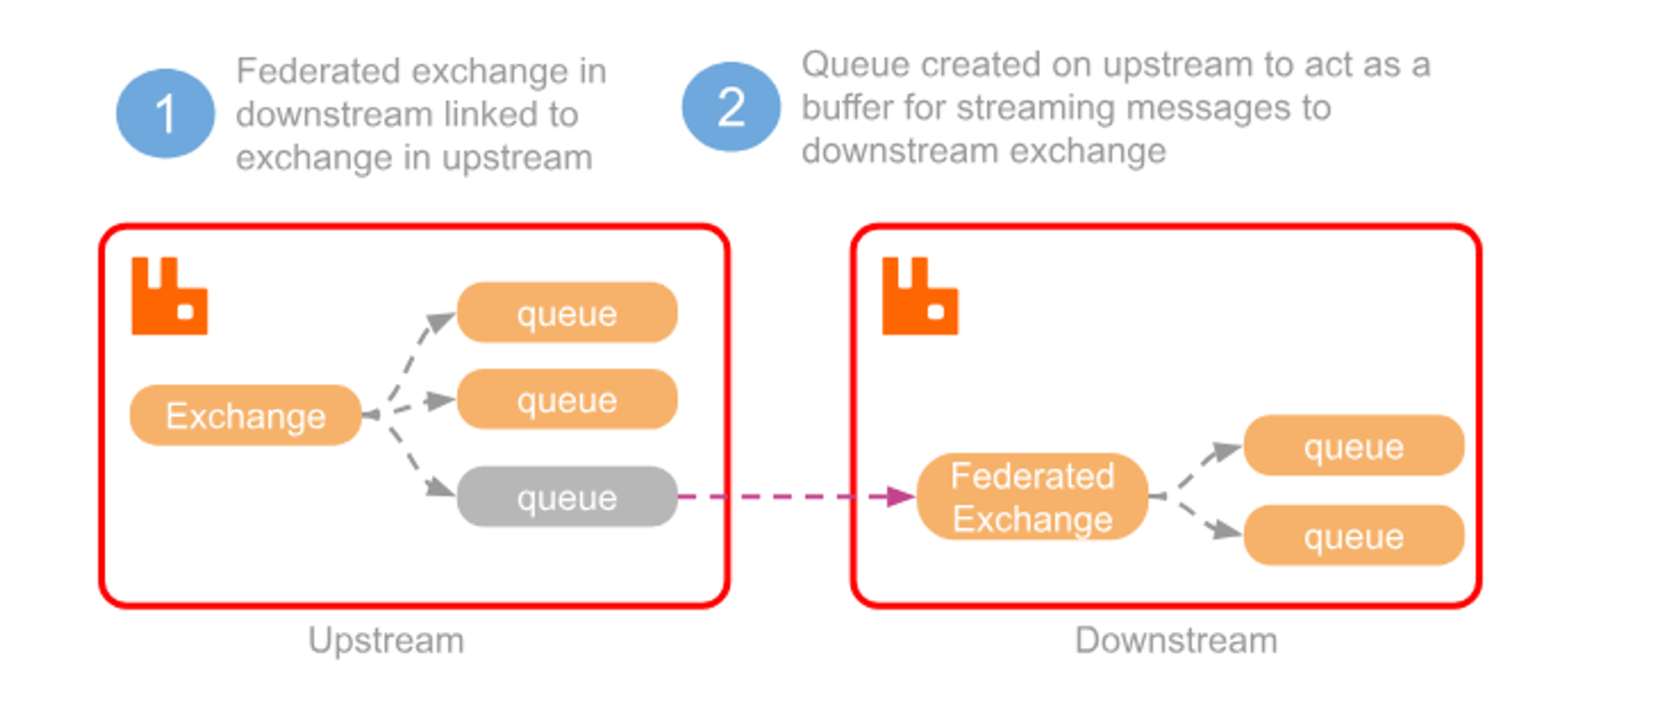 1
Federated exchange in
downstream linked to
exchange in upstream
2
Queue created on upstream to act as a
buffer for streaming messages to
downstream exchange
Exchange
queue
queue
queue
Upstream
Federated
Exchange
queue
queue
Downstream